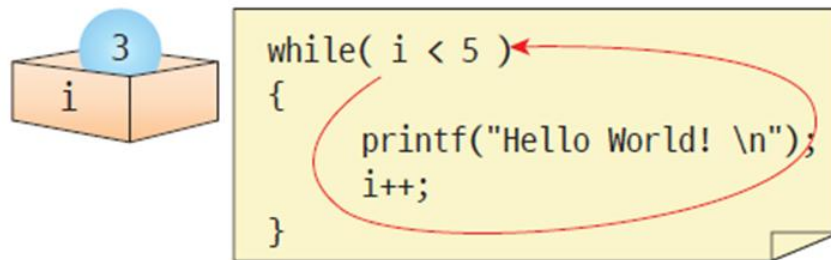 3
i
while( i < 5 )
{
printf("Hello World! \n");
i++;
}